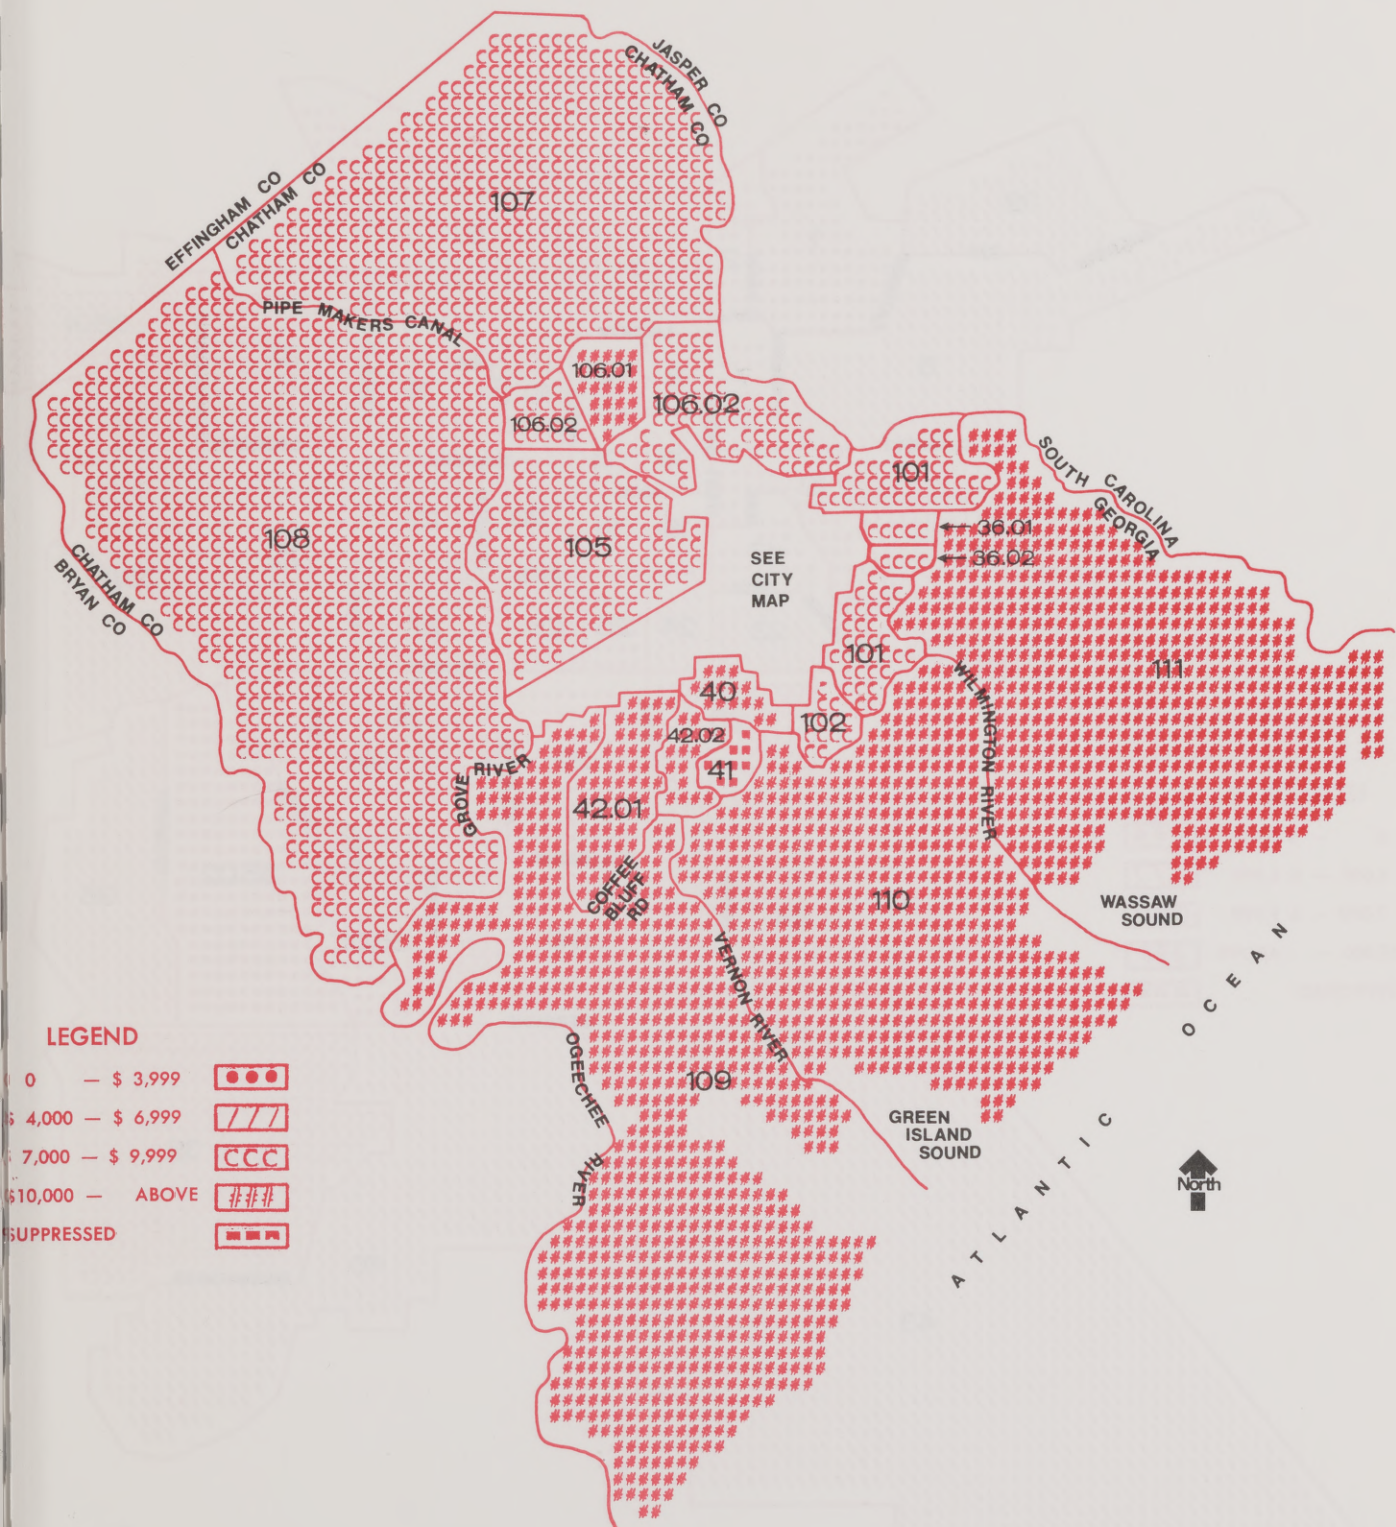 JASPER CO
CHATHAM CO
EFFINGHAM CO
CHATHAM CO
107
PIPE MAKERS CANAL
106.01
106.02
106.02
101
SOUTH CAROLINA
GEORGIA
36.01
36.02
108
105
SEE
CITY
MAP
CHATHAM CO
BRYAN CO
101
111
WILMINGTON RIVER
40
102
42.02
41
GROVE RIVER
42.01
COFFEE
BLUFF
RD
110
WASSAW
SOUND
VERNON RIVER
ATLANTIC OCEAN
OGEECHEE RIVER
109
GREEN
ISLAND
SOUND
North
LEGEND
0 — $ 3,999
$ 4,000 — $ 6,999
7,000 — $ 9,999 CCC
$10,000 — ABOVE ###
SUPPRESSED